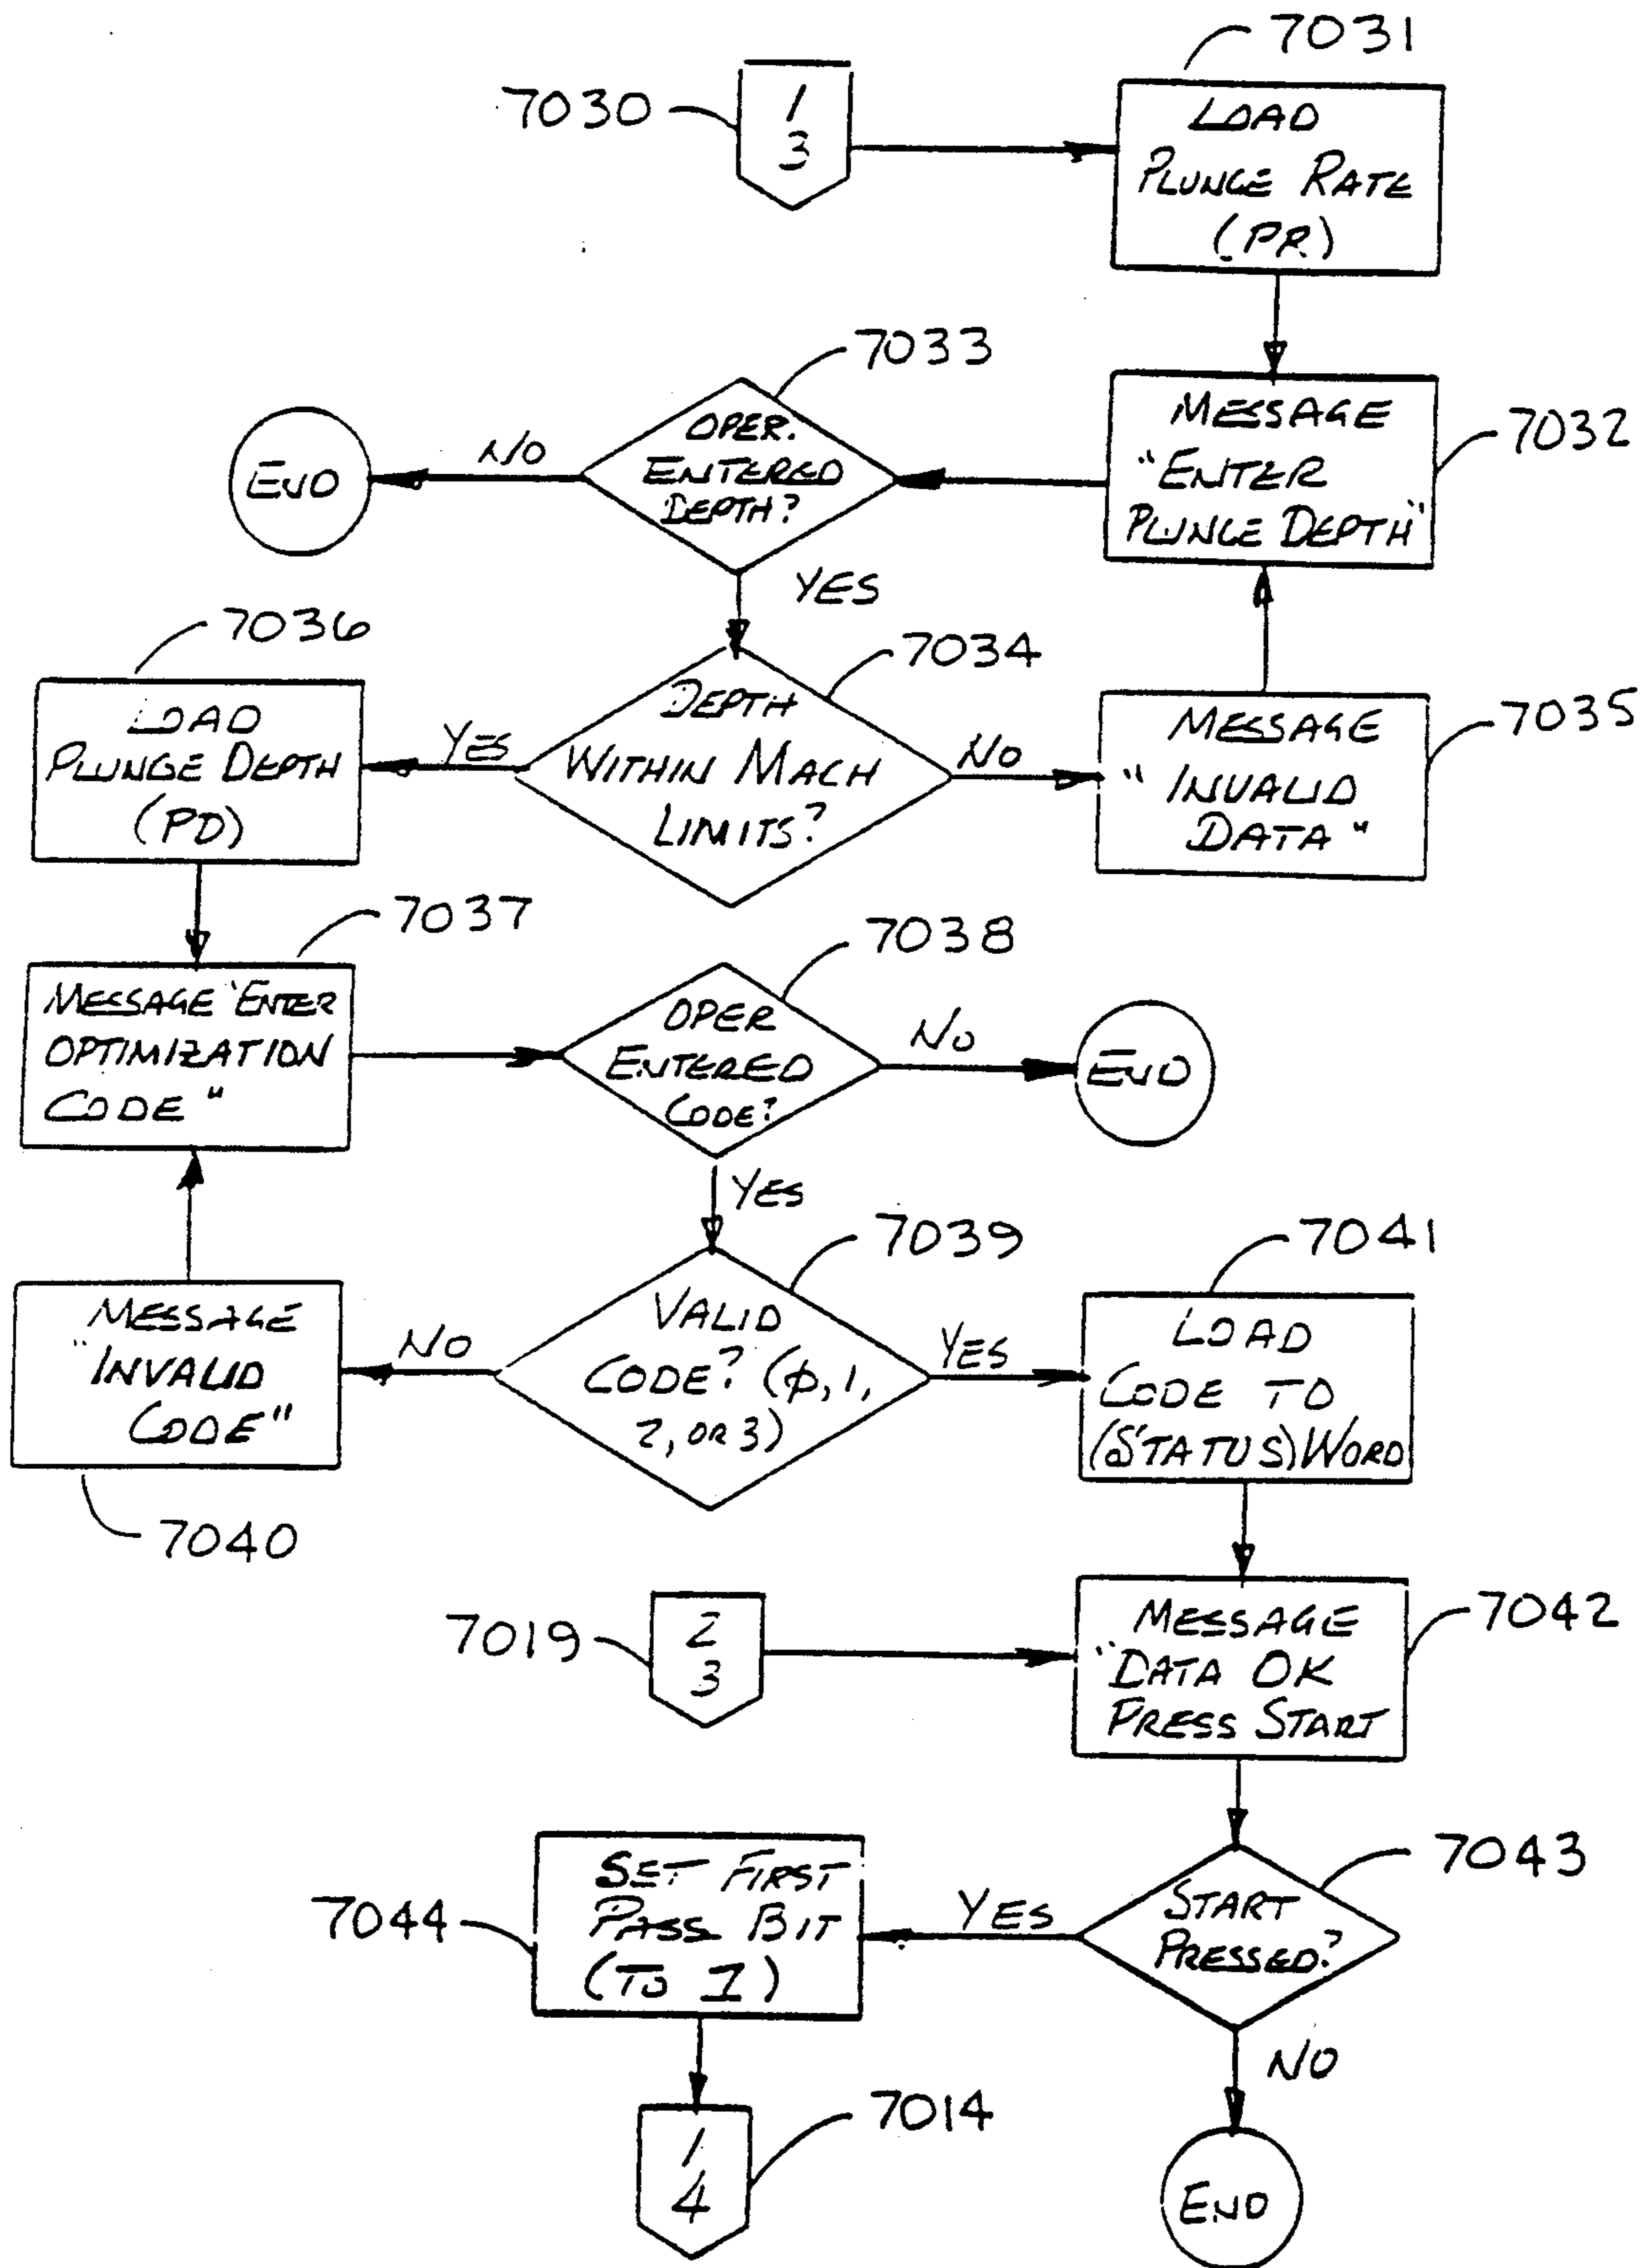 7031
7030
1
3
LOAD
PLUNGE RATE
(PR)
7033
OPER.
ENTERED
DEPTH?
NO
END
MESSAGE
"ENTER
PLUNGE DEPTH"
7032
YES
7036
LOAD
PLUNGE DEPTH
(PD)
YES
7034
DEPTH
WITHIN MACH
LIMITS?
NO
MESSAGE
"INVALID
DATA"
7035
7037
MESSAGE "ENTER
OPTIMIZATION
CODE"
7038
OPER
ENTERED
CODE?
NO
END
YES
7039
VALID
CODE? (φ, 1,
2, OR 3)
NO
MESSAGE
"INVALID
CODE"
7040
YES
7041
LOAD
CODE TO
(STATUS) WORD
7019
2
3
MESSAGE
"DATA OK
PRESS START
7042
7043
START
PRESSED?
YES
SET FIRST
PASS BIT
(TO 1)
7044
NO
END
7014
1
4